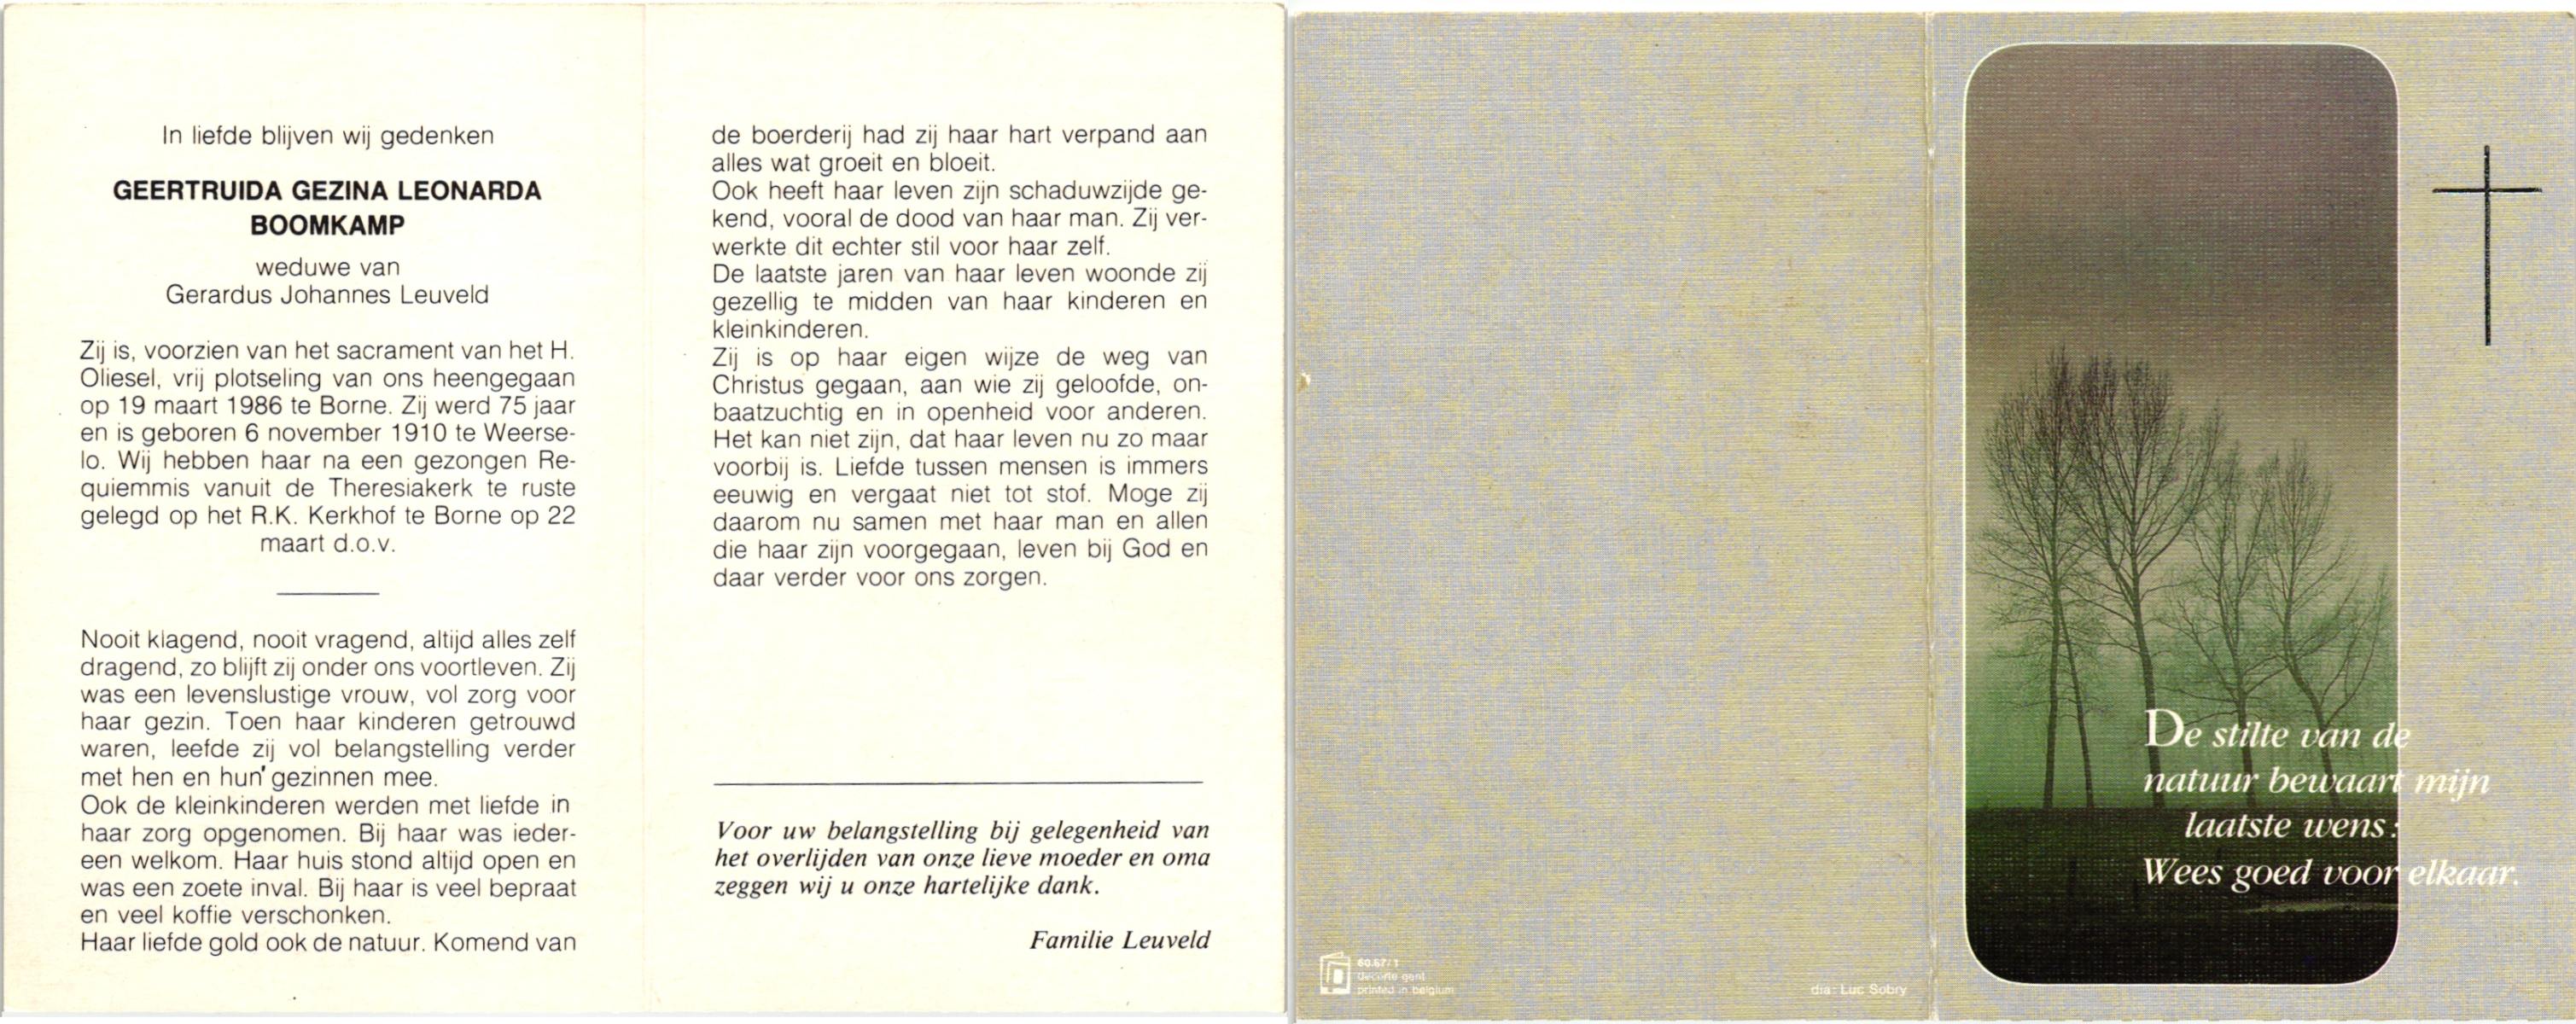 In liefde blijven wij gedenken
GEERTRUIDA GEZINA LEONARDA
BOOMKAMP
weduwe van
Gerardus Johannes Leuveld
Zij is, voorzien van het sacrament van het H.
Oliesel, vrij plotseling van ons heengegaan
op 19 maart 1986 te Borne. Zij werd 75 jaar
en is geboren 6 november 1910 te Weerse-
lo. Wij hebben haar na een gezongen Re-
quiemmis vanuit de Theresiakerk te ruste
gelegd op het R.K. Kerkhof te Borne op 22
maart d.o.v.
Nooit klagend, nooit vragend, altijd alles zelf
dragend, zo blijft zij onder ons voortleven. Zij
was een levenslustige vrouw, vol zorg voor
haar gezin. Toen haar kinderen getrouwd
waren, leefde zij vol belangstelling verder
met hen en hun' gezinnen mee.
Ook de kleinkinderen werden met liefde in
haar zorg opgenomen. Bij haar was ieder-
een welkom. Haar huis stond altijd open en
was een zoete inval. Bij haar is veel bepraat
en veel koffie verschonken.
Haar liefde gold ook de natuur. Komend van
de boerderij had zij haar hart verpand aan
alles wat groeit en bloeit.
Ook heeft haar leven zijn schaduwzijde ge-
kend, vooral de dood van haar man. Zij ver-
werkte dit echter stil voor haar zelf.
De laatste jaren van haar leven woonde zij
gezellig te midden van haar kinderen en
kleinkinderen.
Zij is op haar eigen wijze de weg van
Christus gegaan, aan wie zij geloofde, on-
baatzuchtig en in openheid voor anderen.
Het kan niet zijn, dat haar leven nu zo maar
voorbij is. Liefde tussen mensen is immers
eeuwig en vergaat niet tot stof. Moge zij
daarom nu samen met haar man en allen
die haar zijn voorgegaan, leven bij God en
daar verder voor ons zorgen.
Voor uw belangstelling bij gelegenheid van
het overlijden van onze lieve moeder en oma
zeggen wij u onze hartelijke dank.
Familie Leuveld
60.67/1
decorte gent
printed in belgium
dia: Luc Sobry
De stilte van de
natuur bewaart mijn
laatste wens:
Wees goed voor elkaar.